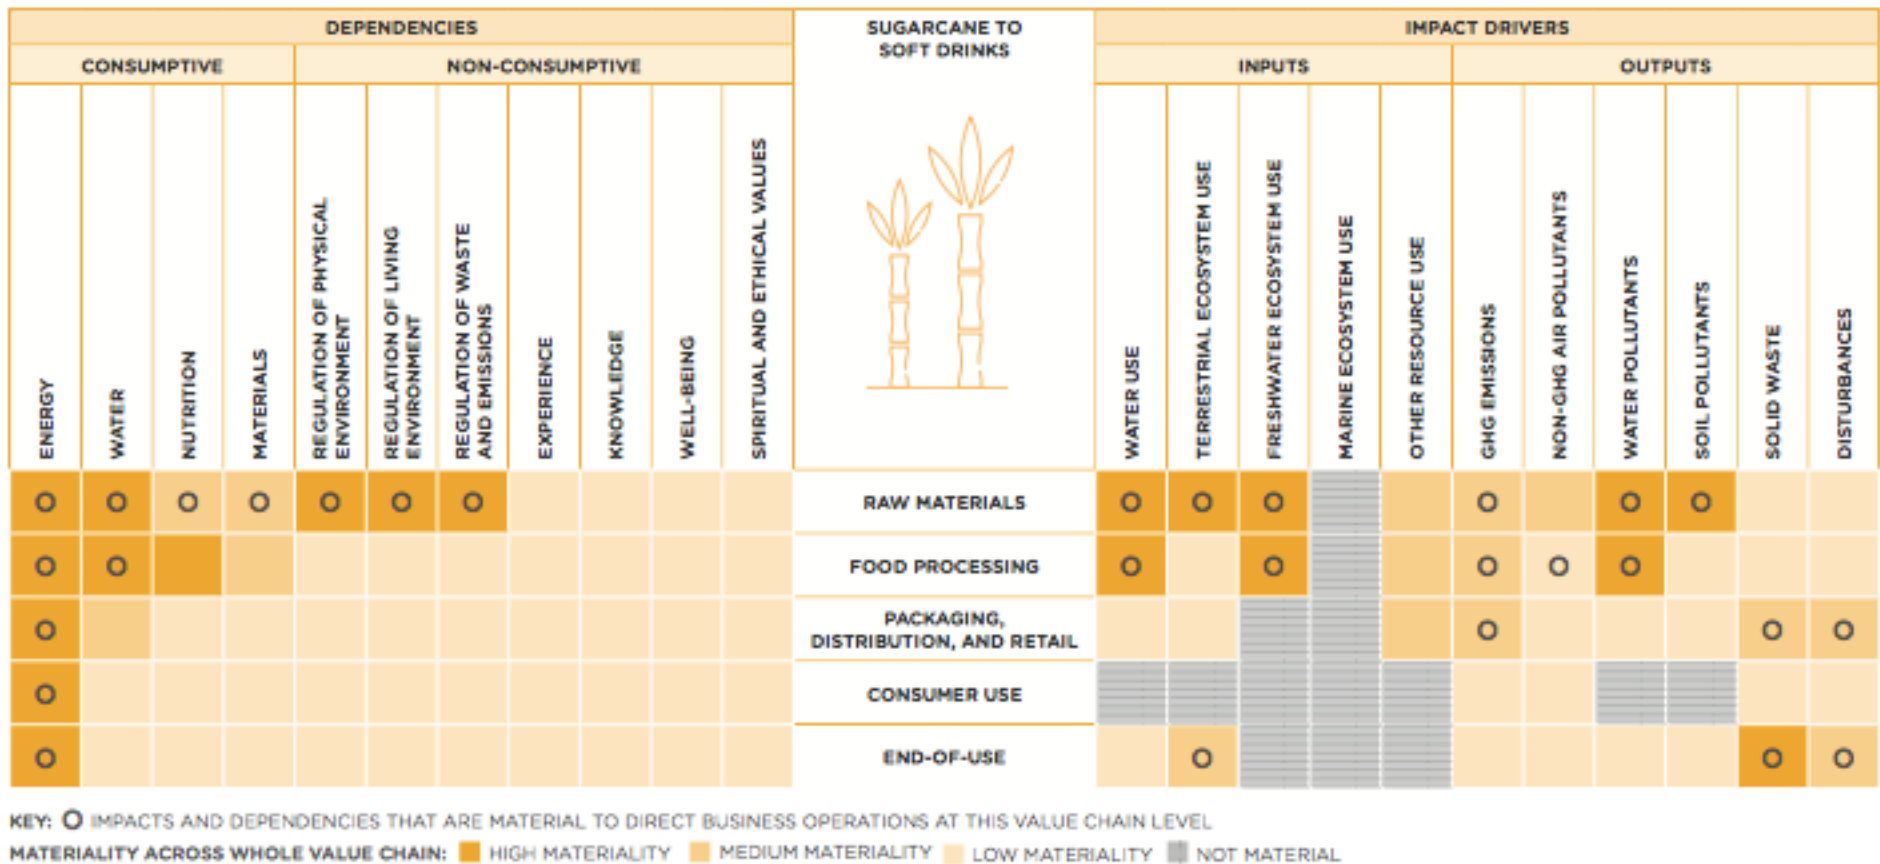 DEPENDENCIES
CONSUMPTIVE
NON-CONSUMPTIVE
ENERGY
WATER
NUTRITION
MATERIALS
REGULATION OF PHYSICAL
ENVIRONMENT
REGULATION OF LIVING
ENVIRONMENT
REGULATION OF WASTE
AND EMISSIONS
EXPERIENCE
KNOWLEDGE
WELL-BEING
SPIRITUAL AND ETHICAL VALUES
SUGARCANE TO
SOFT DRINKS
IMPACT DRIVERS
INPUTS
OUTPUTS
WATER USE
TERRESTRIAL ECOSYSTEM USE
FRESHWATER ECOSYSTEM USE
MARINE ECOSYSTEM USE
OTHER RESOURCE USE
GHG EMISSIONS
NON-GHG AIR POLLUTANTS
WATER POLLUTANTS
SOIL POLLUTANTS
SOLID WASTE
DISTURBANCES
RAW MATERIALS
FOOD PROCESSING
PACKAGING,
DISTRIBUTION, AND RETAIL
CONSUMER USE
END-OF-USE
KEY: O IMPACTS AND DEPENDENCIES THAT ARE MATERIAL TO DIRECT BUSINESS OPERATIONS AT THIS VALUE CHAIN LEVEL
MATERIALITY ACROSS WHOLE VALUE CHAIN: HIGH MATERIALITY MEDIUM MATERIALITY LOW MATERIALITY NOT MATERIAL